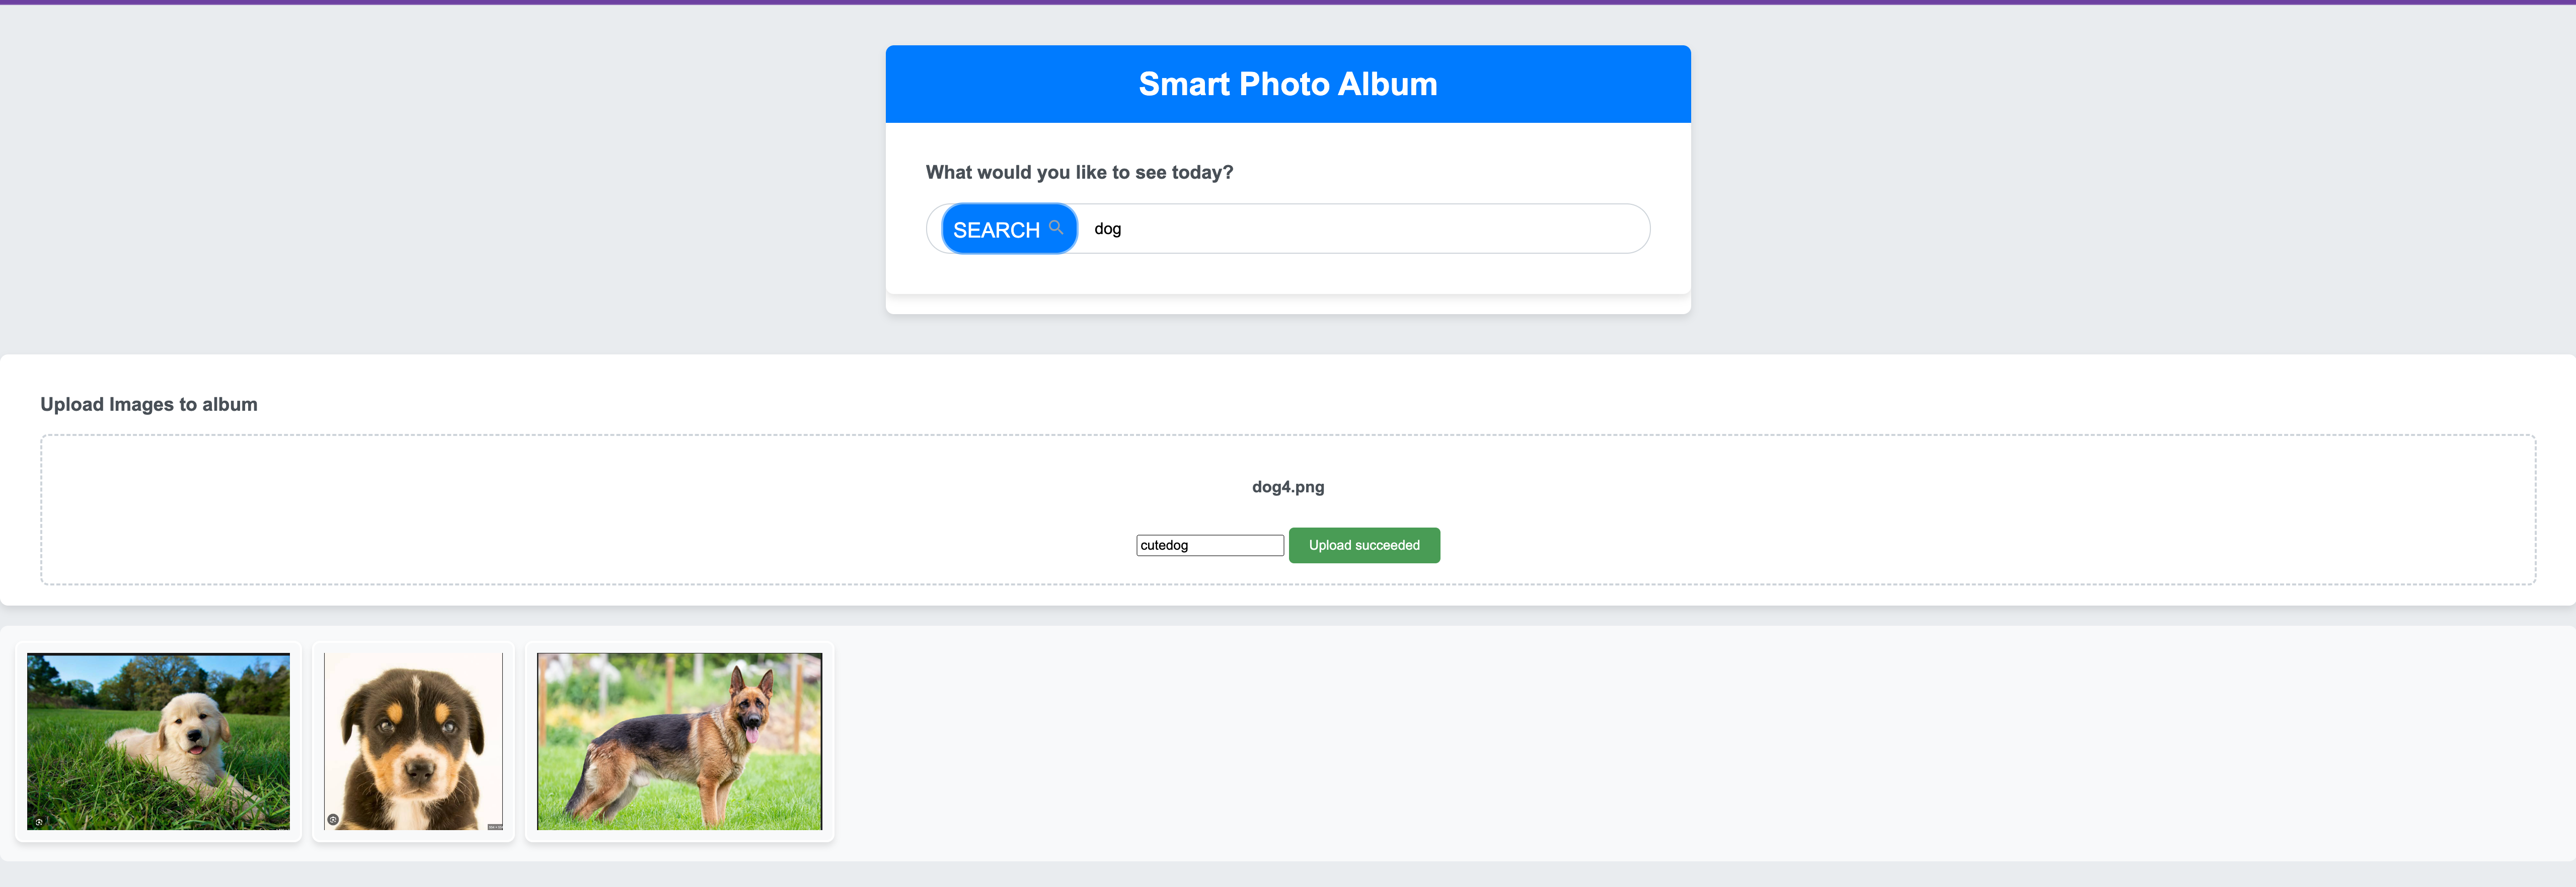 Smart Photo Album
What would you like to see today?
SEARCH dog
Upload Images to album
dog4.png
cutedog Upload succeeded